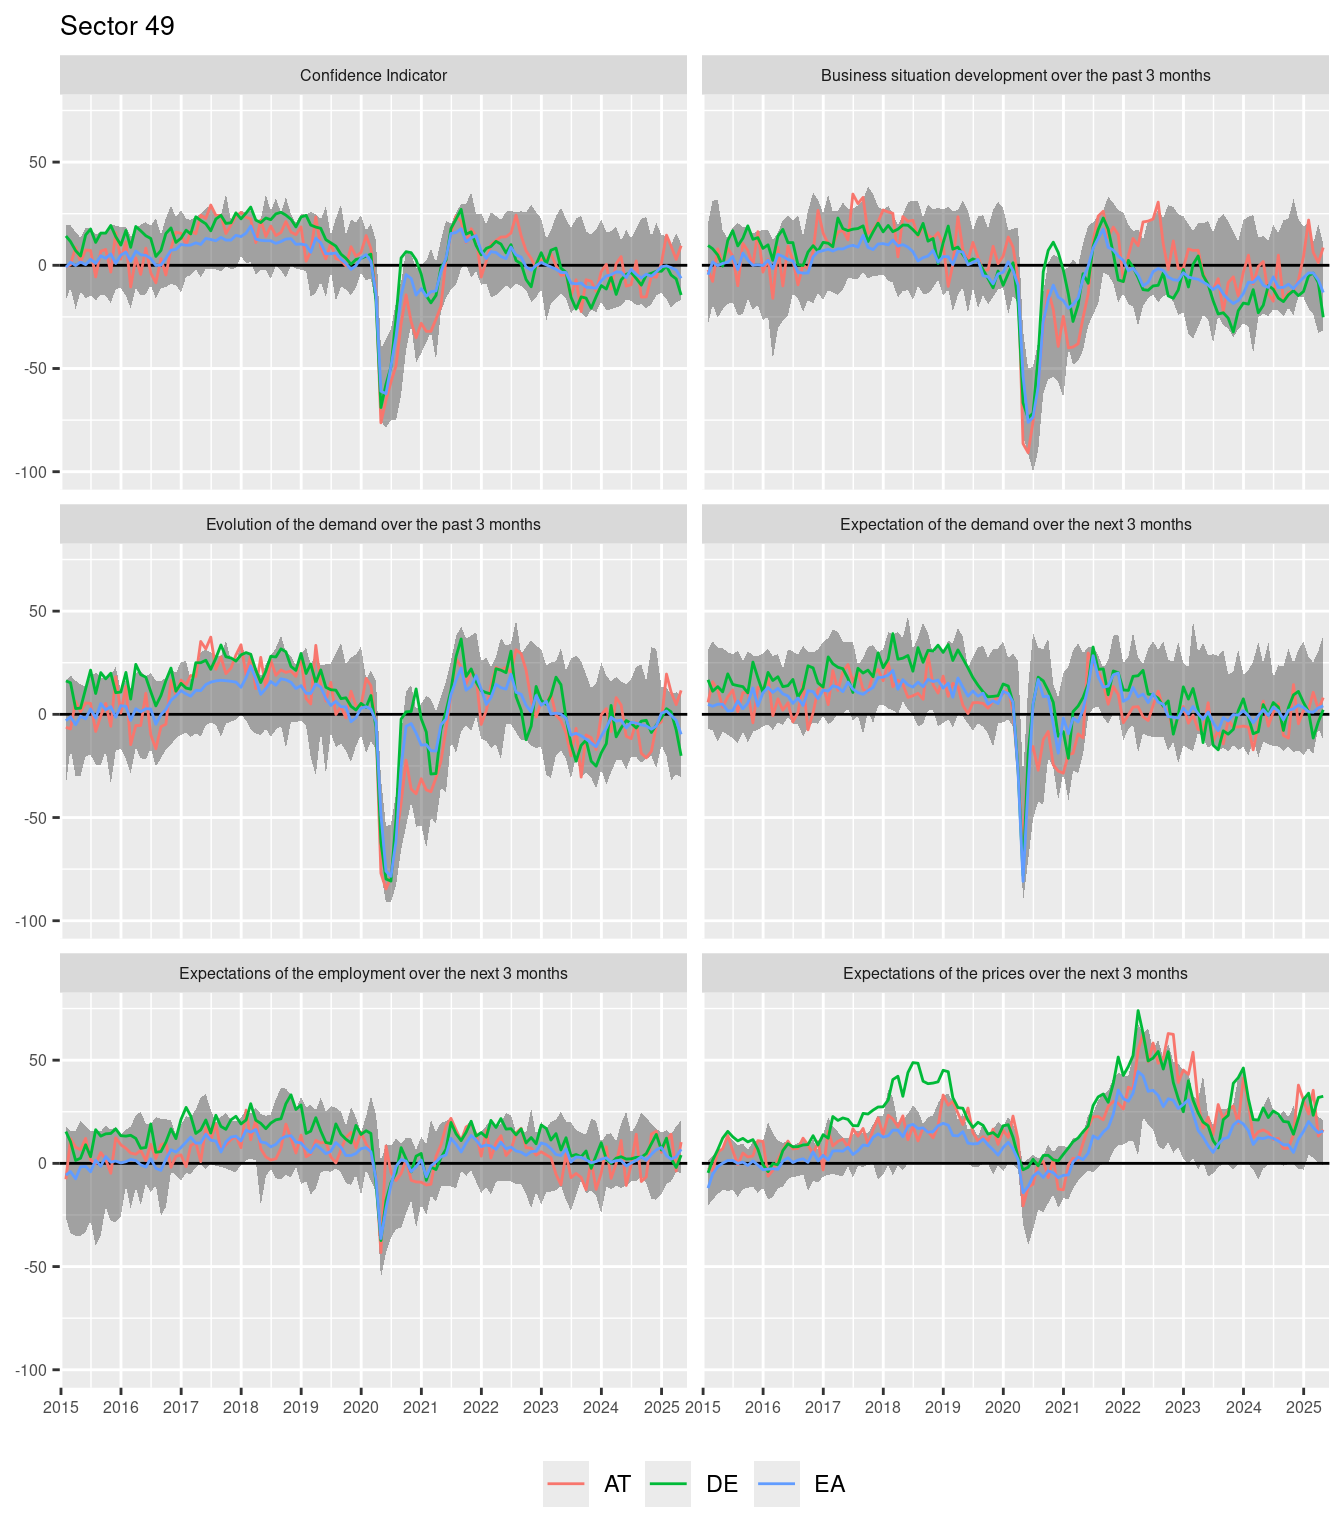 Sector 49
Confidence Indicator
Business situation development over the past 3 months
50
0
-50
-100
Evolution of the demand over the past 3 months
Expectation of the demand over the next 3 months
50
0
-50
-100
Expectations of the employment over the next 3 months
Expectations of the prices over the next 3 months
50
0
-50
-100
2015 2016 2017 2018 2019 2020 2021 2022 2023 2024 2025 2015 2016 2017 2018 2019 2020 2021 2022 2023 2024 2025
AT DE EA